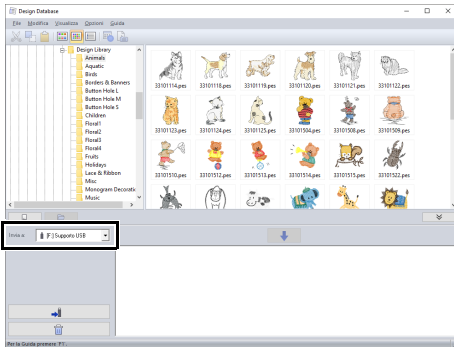 Design Database
File Modifica Visualizza Opzioni Guida
Design Library
Animals
Aquatic
Birds
Borders & Banners
Button Hole L
Button Hole M
Button Hole S
Children
Floral1
Floral2
Floral3
Floral4
Fruits
Holidays
Lace & Ribbon
Misc
Monogram Decoratic
Music
33101114.pes 33101118.pes 33101119.pes 33101120.pes 33101121.pes 33101122.pes
33101123.pes 33101124.pes 33101125.pes 33101504.pes 33101508.pes 33101509.pes
33101510.pes 33101512.pes 33101513.pes 33101514.pes 33101515.pes 33101522.pes
Invia a: [F:] Supporto USB
Per la Guida premere 'F1'.